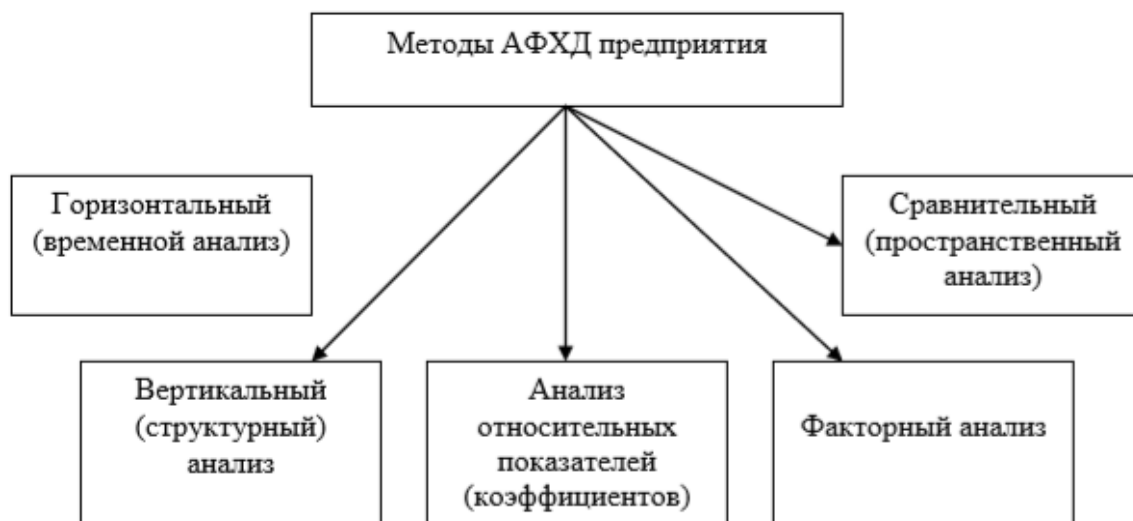 Методы АФХД предприятия
Горизонтальный
(временной анализ)
Сравнительный
(пространственный
анализ)
Вертикальный
(структурный)
анализ
Анализ
относительных
показателей
(коэффициентов)
Факторный анализ